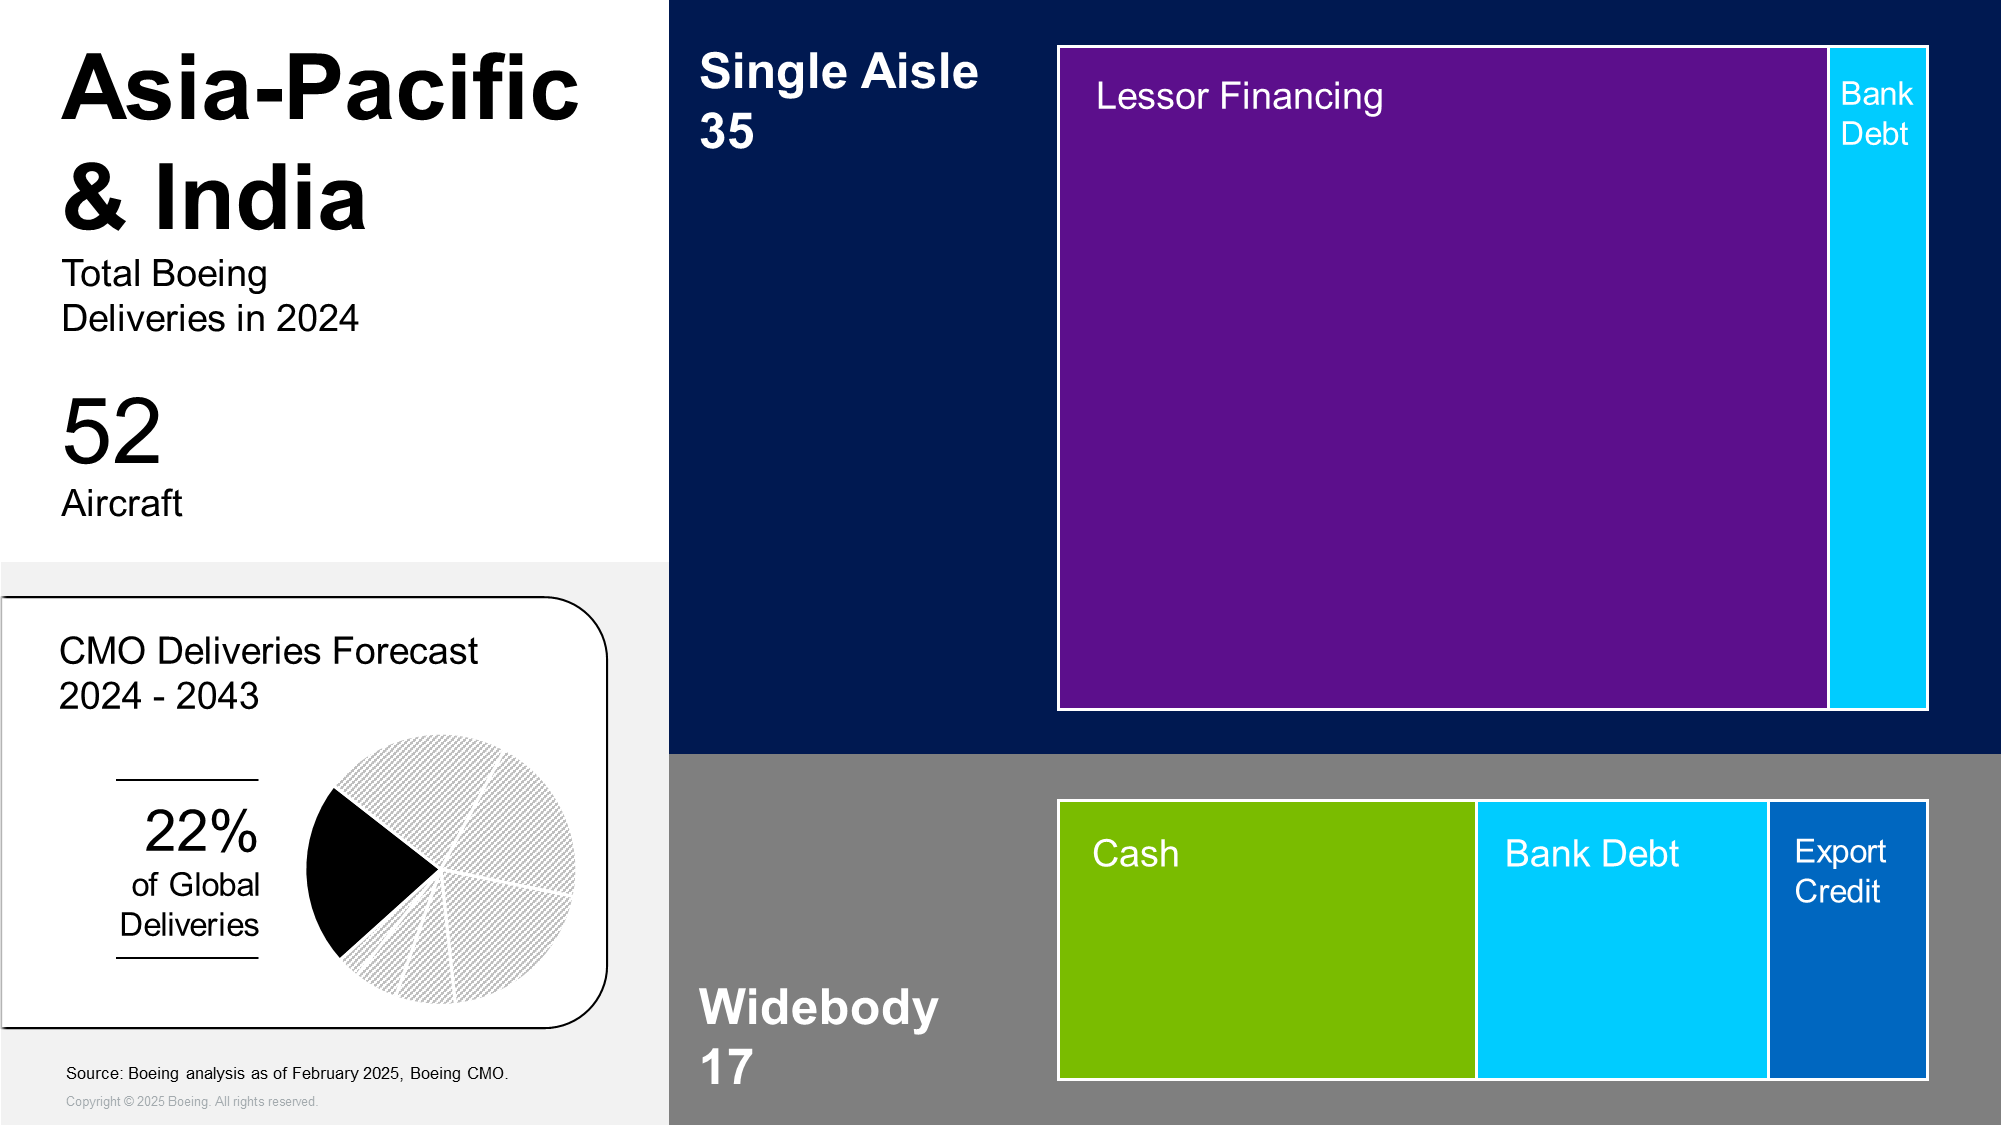 Asia-Pacific
& India
Total Boeing
Deliveries in 2024
52
Aircraft
CMO Deliveries Forecast
2024 - 2043
22%
of Global
Deliveries
Source: Boeing analysis as of February 2025, Boeing CMO.
Copyright © 2025 Boeing. All rights reserved.
Single Aisle
35
Lessor Financing
Bank
Debt
Widebody
17
Cash
Bank Debt
Export
Credit